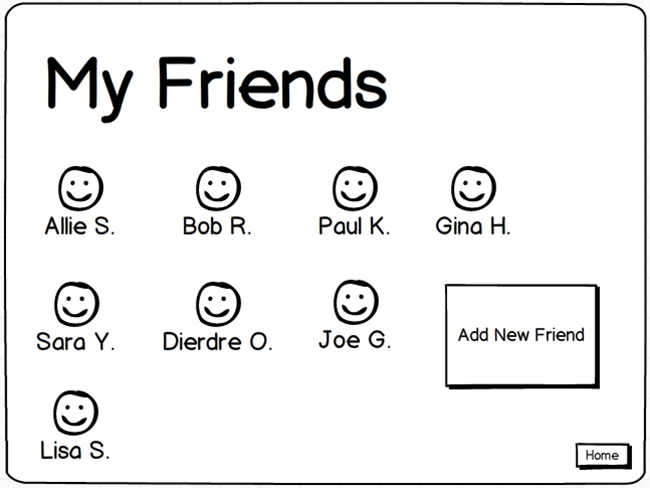 My Friends
Allie S. Bob R. Paul K. Gina H.
Sara Y. Dierdre O. Joe G.
Add New Friend
Lisa S.
Home